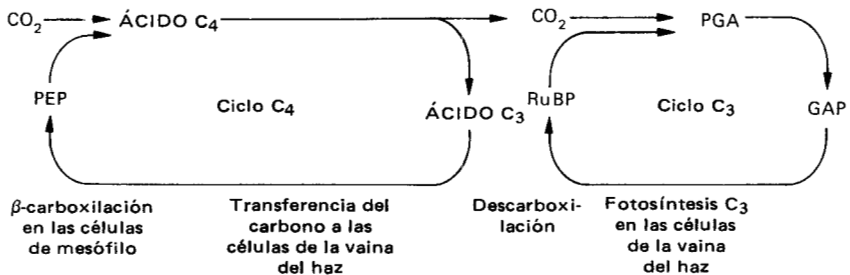 CO₂ ÁCIDO C₄ CO₂ PGA
PEP Ciclo C₄ ÁCIDO C₃ RuBP Ciclo C₃ GAP
β-carboxilación
en las células
de mesófilo
Transferencia del
carbono a las
células de la vaina
del haz
Descarboxi-
lación
Fotosíntesis C₃
en las células
de la vaina
del haz